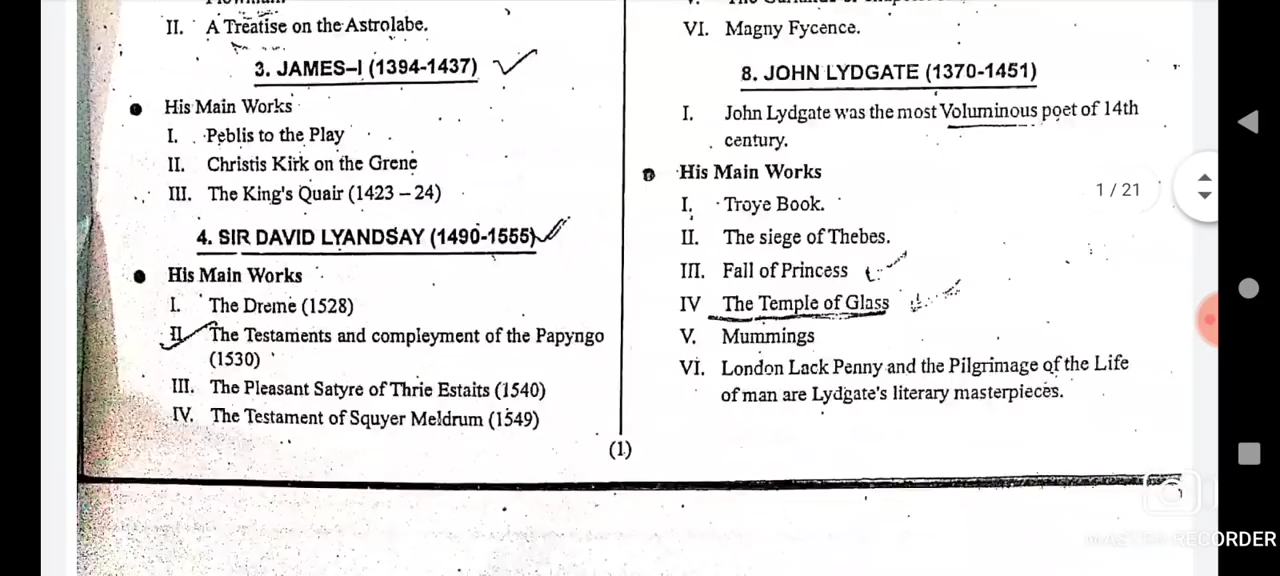 II. A Treatise on the Astrolabe.
3. JAMES–I (1394-1437)
His Main Works
I. Peblis to the Play
II. Christis Kirk on the Grene
III. The King's Quair (1423 – 24)
4. SIR DAVID LYANDSAY (1490-1555)
His Main Works
I. The Dreme (1528)
II. The Testaments and compleyment of the Papyngo
(1530)
III. The Pleasant Satyre of Thrie Estaits (1540)
IV. The Testament of Squyer Meldrum (1549)
VI. Magny Fycence.
8. JOHN LYDGATE (1370-1451)
I. John Lydgate was the most Voluminous poet of 14th
century.
His Main Works
I. Troye Book.
II. The siege of Thebes.
III. Fall of Princess
IV The Temple of Glass
V. Mummings
VI. London Lack Penny and the Pilgrimage of the Life
of man are Lydgate's literary masterpieces.
(1)
1 / 21
MASTER RECORDER